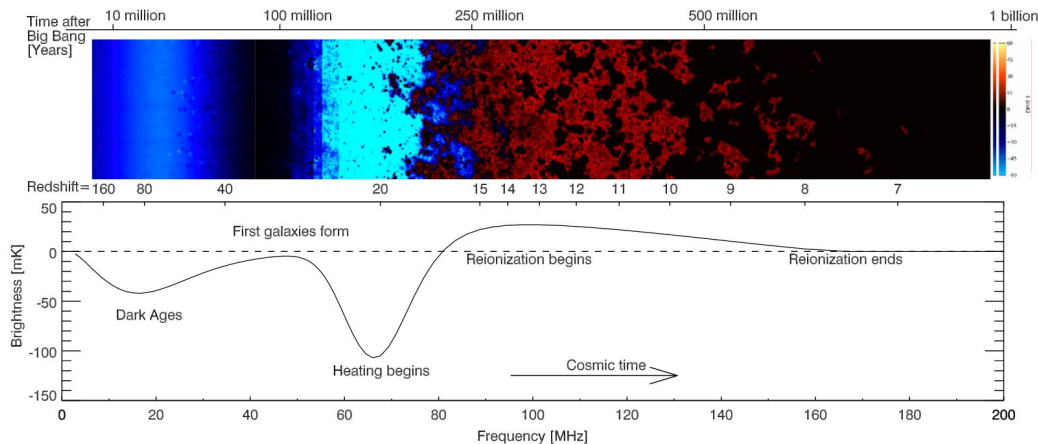 Time after Big Bang [Years]
10 million 100 million 250 million 500 million 1 billion
Redshift= 160 80 40 20 15 14 13 12 11 10 9 8 7
50
0
-50
-100
-150
Brightness [mK]
First galaxies form
Reionization begins
Reionization ends
Dark Ages
Heating begins
Cosmic time
0 20 40 60 80 100 120 140 160 180 200
Frequency [MHz]